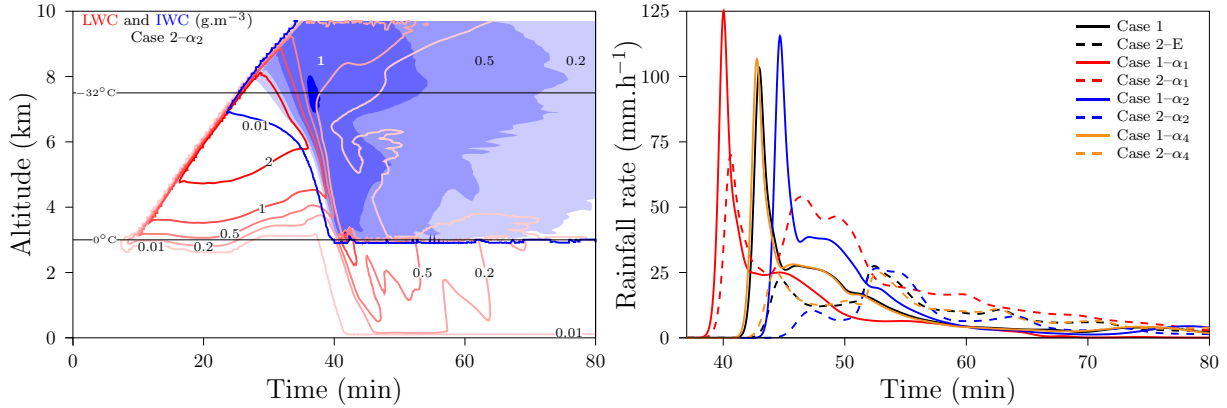 LWC and IWC (g.m−3)
Case 2–α2
10
8
6
4
2
0
Altitude (km)
−32°C
0°C
0.01
2
1
0.5
0.2
0.01
1
0.5
0.2
0.5
0.2
0.01
0
20
40
60
80
Time (min)
125
100
75
50
25
0
Rainfall rate (mm.h−1)
Case 1
Case 2–E
Case 1–α1
Case 2–α1
Case 1–α2
Case 2–α2
Case 1–α4
Case 2–α4
40
50
60
70
80
Time (min)